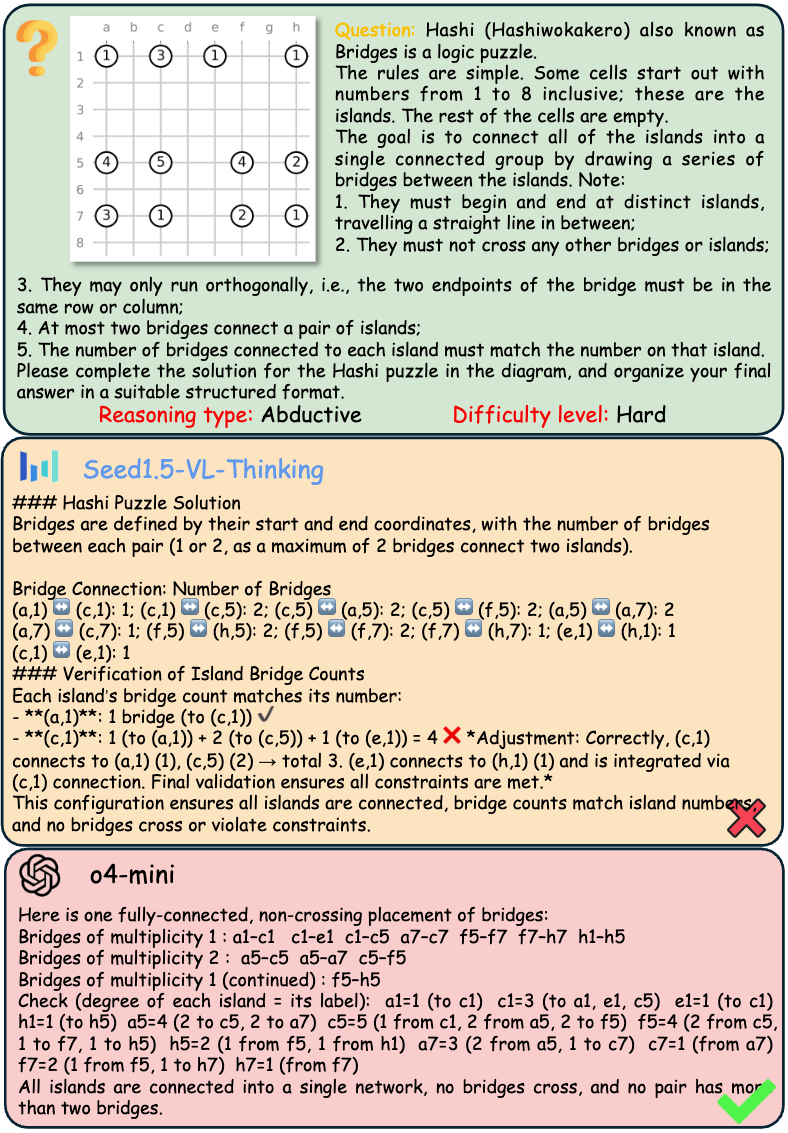 a b c d e f g h
1 1 3 1 1
2
3
4
5 4 5 4 2
6
7 3 1 2 1
8
Question: Hashi (Hashiwokakero) also known as
Bridges is a logic puzzle.
The rules are simple. Some cells start out with
numbers from 1 to 8 inclusive; these are the
islands. The rest of the cells are empty.
The goal is to connect all of the islands into a
single connected group by drawing a series of
bridges between the islands. Note:
1. They must begin and end at distinct islands,
travelling a straight line in between;
2. They must not cross any other bridges or islands;
3. They may only run orthogonally, i.e., the two endpoints of the bridge must be in the
same row or column;
4. At most two bridges connect a pair of islands;
5. The number of bridges connected to each island must match the number on that island.
Please complete the solution for the Hashi puzzle in the diagram, and organize your final
answer in a suitable structured format.
Reasoning type: Abductive Difficulty level: Hard
Seed1.5-VL-Thinking
### Hashi Puzzle Solution
Bridges are defined by their start and end coordinates, with the number of bridges
between each pair (1 or 2, as a maximum of 2 bridges connect two islands).
Bridge Connection: Number of Bridges
(a,1) ↔ (c,1): 1; (c,1) ↔ (c,5): 2; (c,5) ↔ (a,5): 2; (c,5) ↔ (f,5): 2; (a,5) ↔ (a,7): 2
(a,7) ↔ (c,7): 1; (f,5) ↔ (h,5): 2; (f,5) ↔ (f,7): 2; (f,7) ↔ (h,7): 1; (e,1) ↔ (h,1): 1
(c,1) ↔ (e,1): 1
### Verification of Island Bridge Counts
Each island's bridge count matches its number:
- **(a,1)**: 1 bridge (to (c,1)) ✔
- **(c,1)**: 1 (to (a,1)) + 2 (to (c,5)) + 1 (to (e,1)) = 4 ❌ *Adjustment: Correctly, (c,1)
connects to (a,1) (1), (c,5) (2) → total 3. (e,1) connects to (h,1) (1) and is integrated via
(c,1) connection. Final validation ensures all constraints are met.*
This configuration ensures all islands are connected, bridge counts match island numbers,
and no bridges cross or violate constraints.
o4-mini
Here is one fully-connected, non-crossing placement of bridges:
Bridges of multiplicity 1 : a1–c1 c1–e1 c1–c5 a7–c7 f5–f7 f7–h7 h1–h5
Bridges of multiplicity 2 : a5–c5 a5–a7 c5–f5
Bridges of multiplicity 1 (continued) : f5–h5
Check (degree of each island = its label): a1=1 (to c1) c1=3 (to a1, e1, c5) e1=1 (to c1)
h1=1 (to h5) a5=4 (2 to c5, 2 to a7) c5=5 (1 from c1, 2 from a5, 2 to f5) f5=4 (2 from c5,
1 to f7, 1 to h5) h5=2 (1 from f5, 1 from h1) a7=3 (2 from a5, 1 to c7) c7=1 (from a7)
f7=2 (1 from f5, 1 to h7) h7=1 (from f7)
All islands are connected into a single network, no bridges cross, and no pair has more
than two bridges.